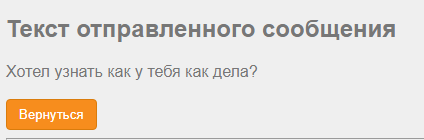 Текст отправленного сообщения
Хотел узнать как у тебя как дела?
Вернуться